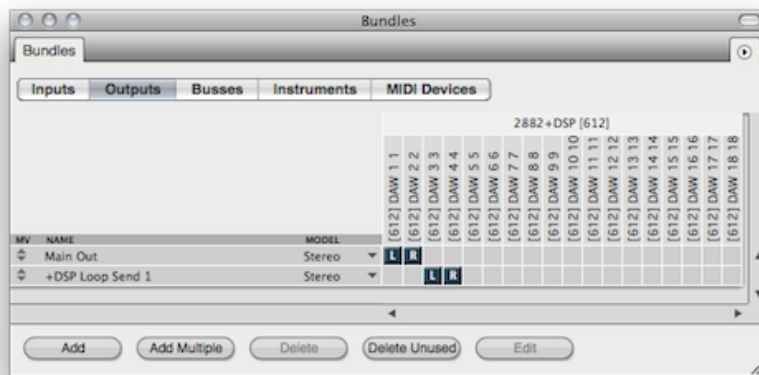 Bundles
Bundles
Inputs Outputs Busses Instruments MIDI Devices
2882+DSP [612]
[612] DAW 1 1
[612] DAW 2 2
[612] DAW 3 3
[612] DAW 4 4
[612] DAW 5 5
[612] DAW 6 6
[612] DAW 7 7
[612] DAW 8 8
[612] DAW 9 9
[612] DAW 10 10
[612] DAW 11 11
[612] DAW 12 12
[612] DAW 13 13
[612] DAW 14 14
[612] DAW 15 15
[612] DAW 16 16
[612] DAW 17 17
[612] DAW 18 18
MV NAME MODEL
Main Out Stereo L R
+DSP Loop Send 1 Stereo L R
Add Add Multiple Delete Delete Unused Edit